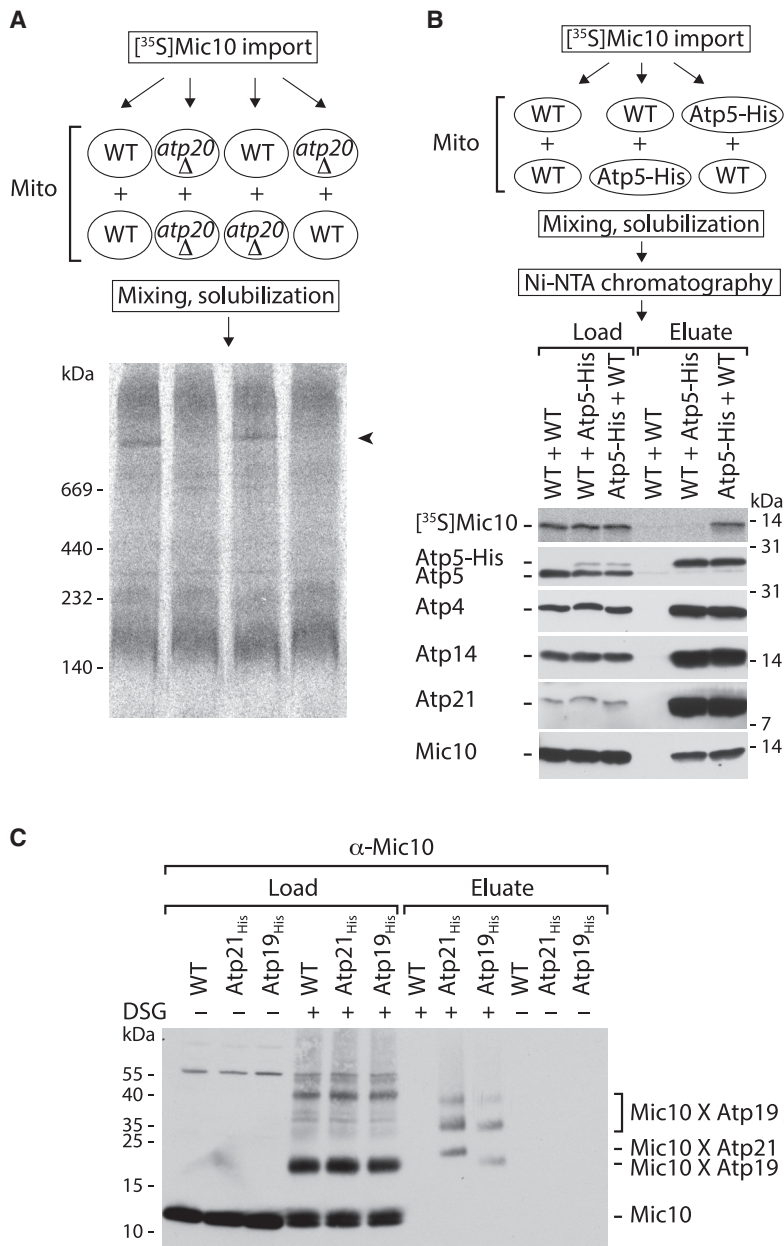 A
[³⁵S]Mic10 import
Mito
WT
atp20Δ
WT
atp20Δ
+
+
+
+
WT
atp20Δ
atp20Δ
WT
Mixing, solubilization
kDa
669 -
440 -
232 -
140 -
B
[³⁵S]Mic10 import
Mito
WT
WT
Atp5-His
+
+
+
WT
Atp5-His
WT
Mixing, solubilization
Ni-NTA chromatography
Load
Eluate
WT + WT
WT + Atp5-His
Atp5-His + WT
WT + WT
WT + Atp5-His
Atp5-His + WT
kDa
[³⁵S]Mic10 -
- 14
- 31
Atp5-His -
Atp5 -
- 31
Atp4 -
Atp14 -
- 14
Atp21 -
- 7
Mic10 -
- 14
C
α-Mic10
Load
Eluate
WT
Atp21His
Atp19His
WT
Atp21His
Atp19His
WT
Atp21His
Atp19His
WT
Atp21His
Atp19His
DSG – – – + + + + + + – – –
kDa
55 -
40 -
35 -
25 -
15 -
10 -
Mic10 X Atp19
- Mic10 X Atp21
- Mic10 X Atp19
- Mic10